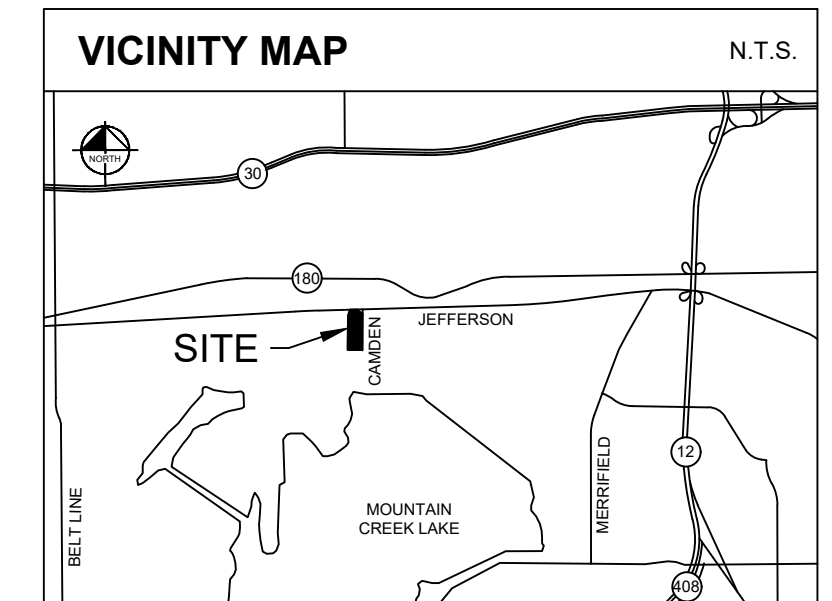 VICINITY MAP
N.T.S.
NORTH
30
180
JEFFERSON
SITE
CAMDEN
12
MERRIFIELD
MOUNTAIN
CREEK LAKE
BELT LINE
408